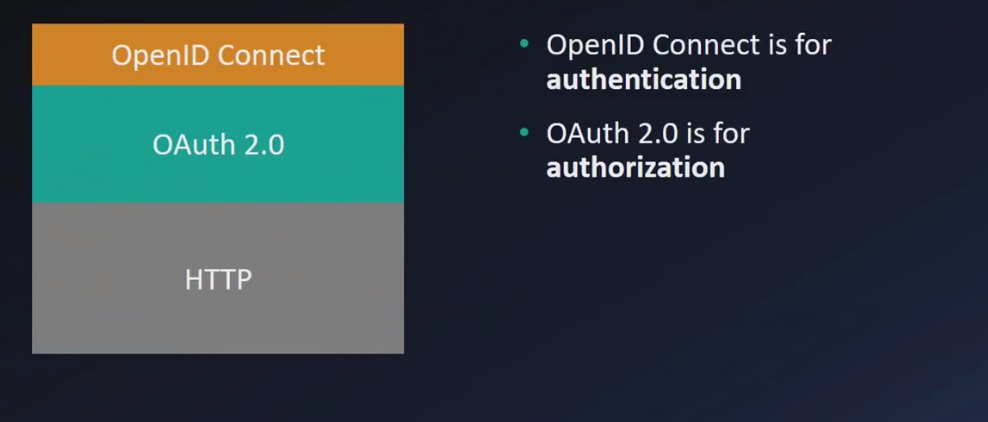 OpenID Connect
OAuth 2.0
HTTP
• OpenID Connect is for
authentication
• OAuth 2.0 is for
authorization